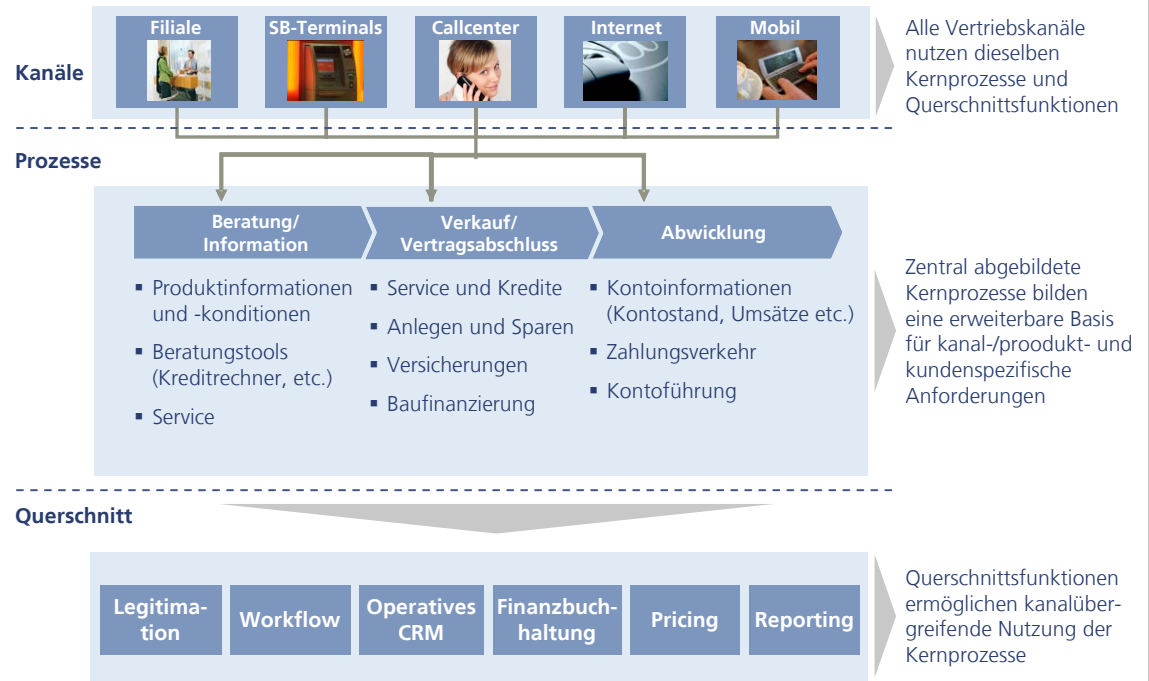 Filiale
SB-Terminals
Callcenter
Internet
Mobil
Kanäle
Alle Vertriebskanäle
nutzen dieselben
Kernprozesse und
Querschnittsfunktionen
Prozesse
Beratung/
Information
Verkauf/
Vertragsabschluss
Abwicklung
▪ Produktinformationen
und -konditionen
▪ Beratungstools
(Kreditrechner, etc.)
▪ Service
▪ Service und Kredite
▪ Anlegen und Sparen
▪ Versicherungen
▪ Baufinanzierung
▪ Kontoinformationen
(Kontostand, Umsätze etc.)
▪ Zahlungsverkehr
▪ Kontoführung
Zentral abgebildete
Kernprozesse bilden
eine erweiterbare Basis
für kanal-/proodukt- und
kundenspezifische
Anforderungen
Querschnitt
Legitima-
tion
Workflow
Operatives
CRM
Finanzbuch-
haltung
Pricing
Reporting
Querschnittsfunktionen
ermöglichen kanalüber-
greifende Nutzung der
Kernprozesse